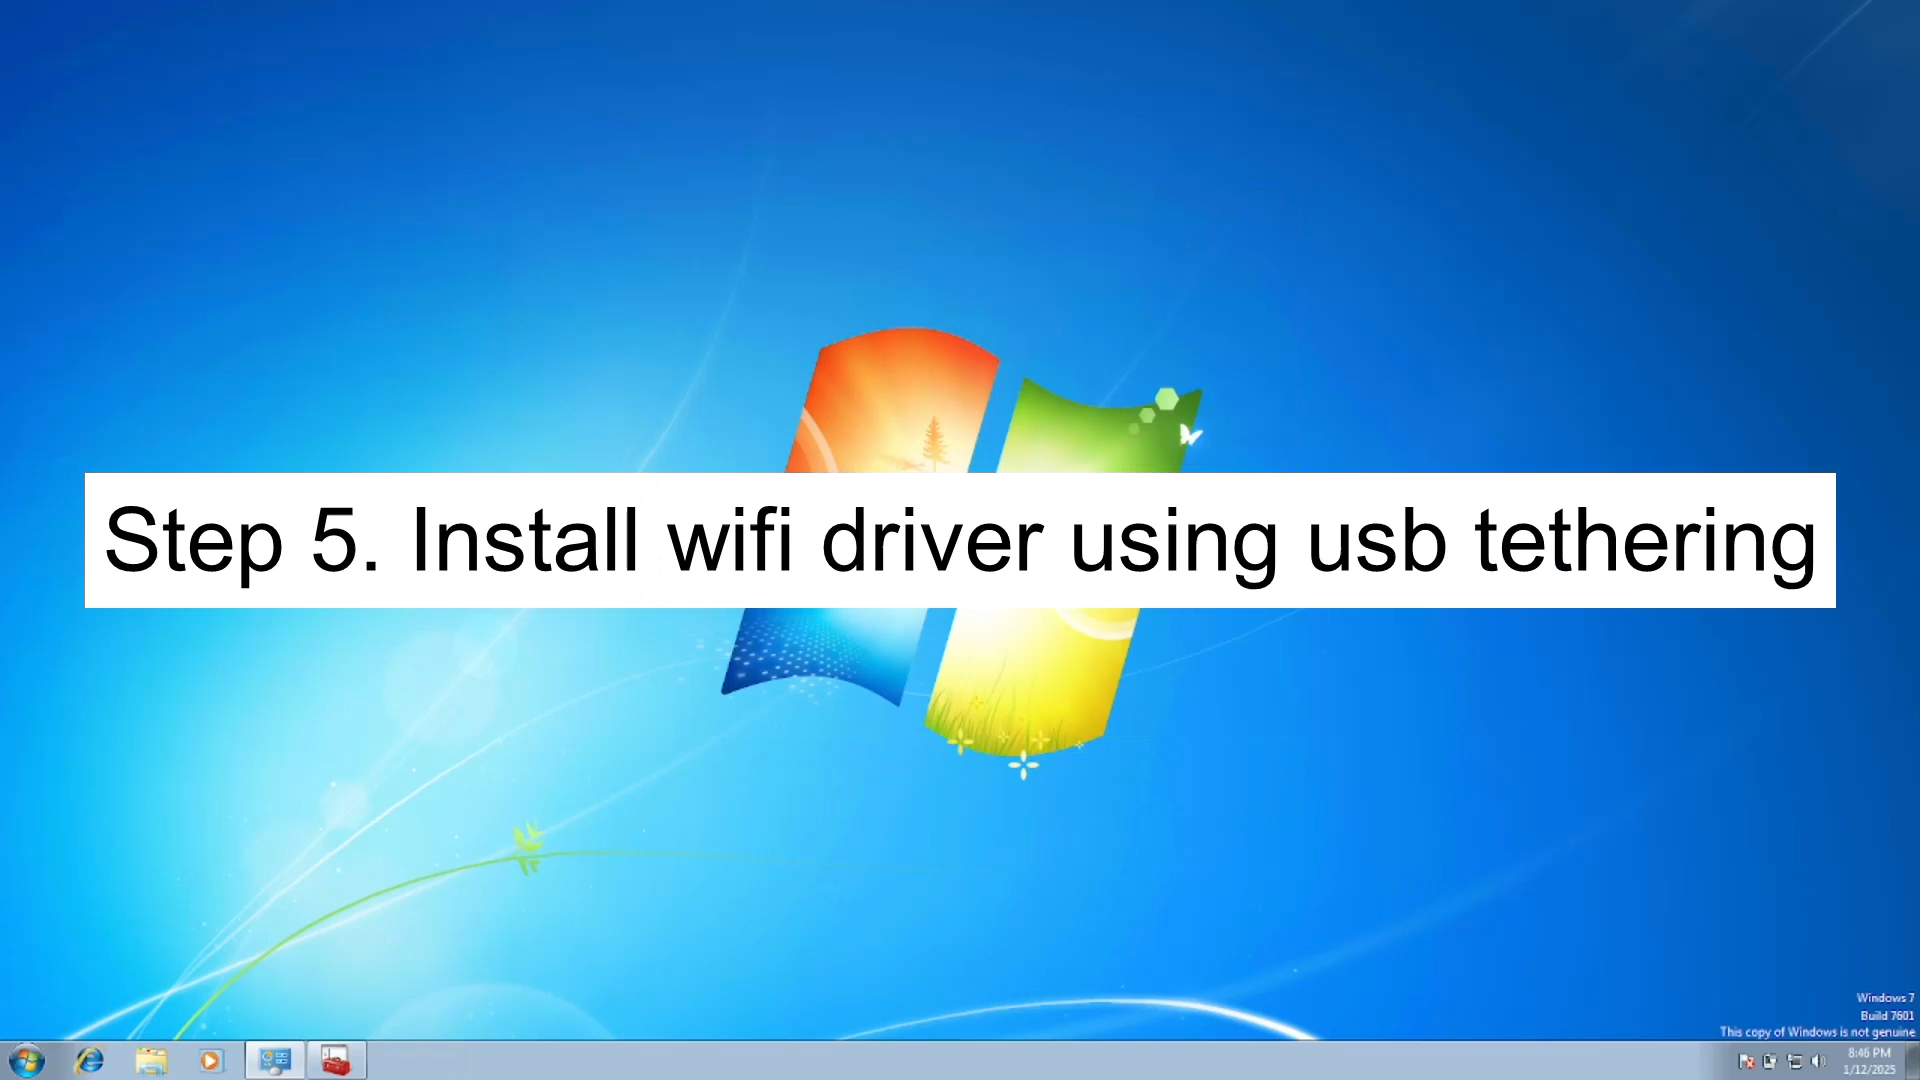 Step 5. Install wifi driver using usb tethering
Windows 7
Build 7601
This copy of Windows is not genuine
8:46 PM
1/12/2025